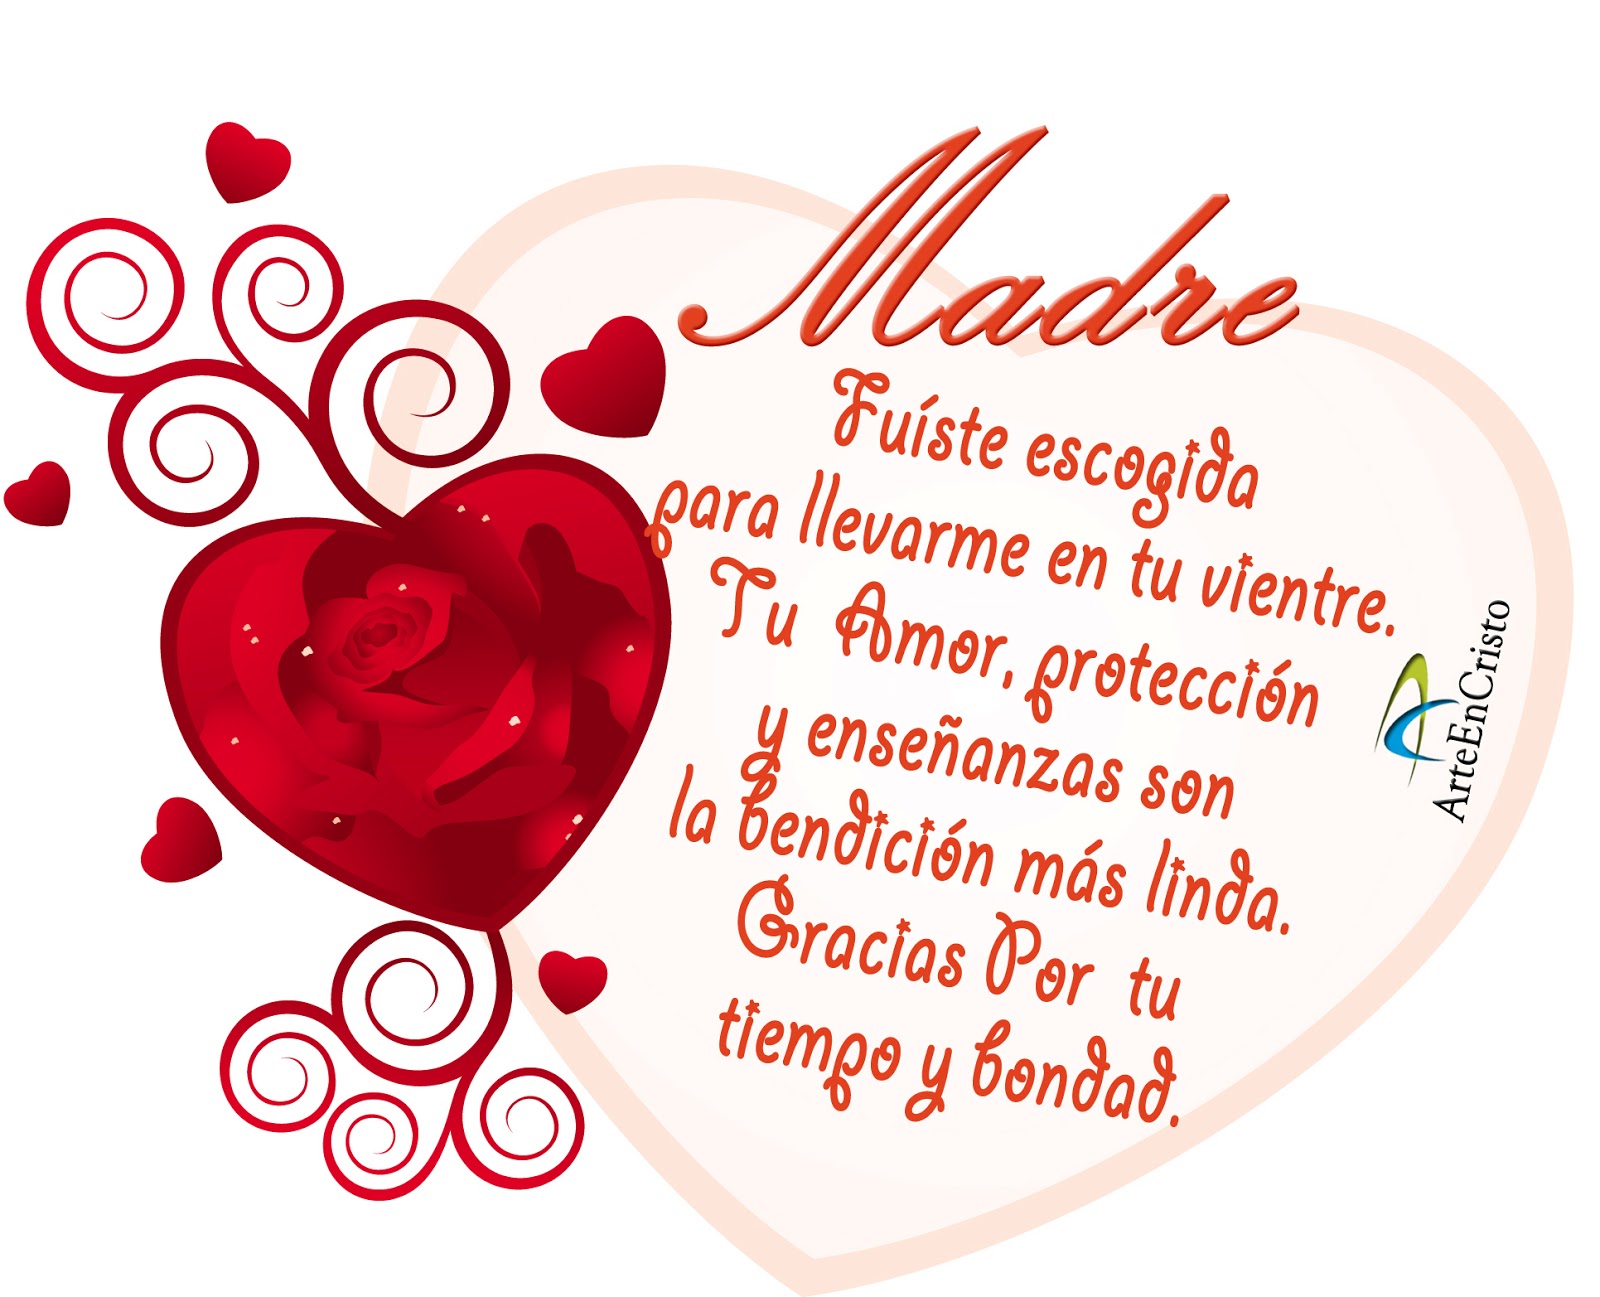 Madre
Fuíste escogida
para llevarme en tu vientre.
Tu Amor, protección
y enseñanzas son
la bendición más linda.
Gracias Por tu
tiempo y bondad.
ArteEnCristo